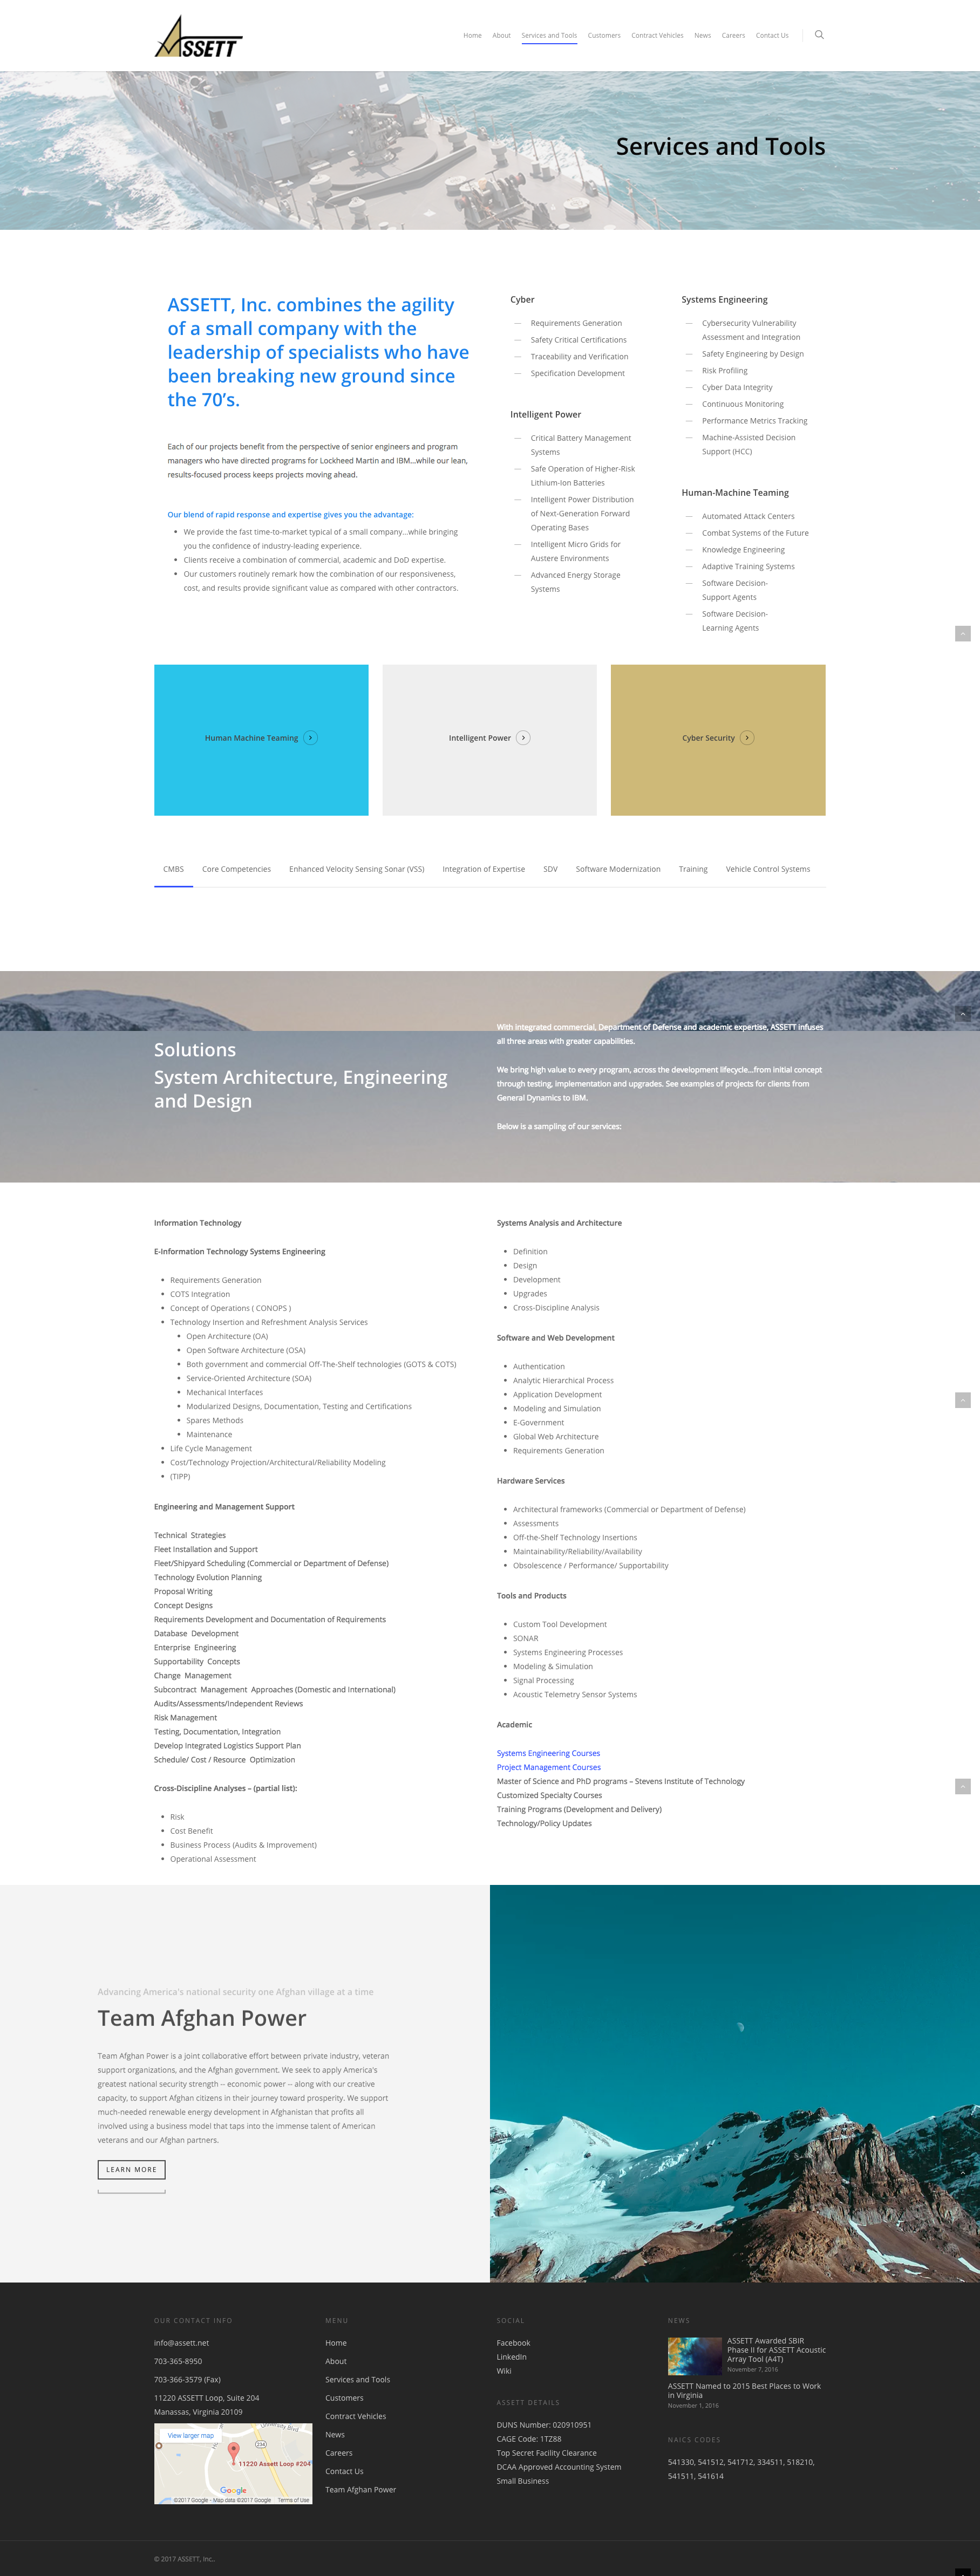 ASSETT
Home
About
Services and Tools
Customers
Contract Vehicles
News
Careers
Contact Us
Services and Tools
ASSETT, Inc. combines the agility
of a small company with the
leadership of specialists who have
been breaking new ground since
the 70's.
Each of our projects benefit from the perspective of senior engineers and program
managers who have directed programs for Lockheed Martin and IBM...while our lean,
results-focused process keeps projects moving ahead.
Our blend of rapid response and expertise gives you the advantage:
We provide the fast time-to-market typical of a small company...while bringing
you the confidence of industry-leading experience.
Clients receive a combination of commercial, academic and DoD expertise.
Our customers routinely remark how the combination of our responsiveness,
cost, and results provide significant value as compared with other contractors.
Cyber
Requirements Generation
Safety Critical Certifications
Traceability and Verification
Specification Development
Intelligent Power
Critical Battery Management
Systems
Safe Operation of Higher-Risk
Lithium-Ion Batteries
Intelligent Power Distribution
of Next-Generation Forward
Operating Bases
Intelligent Micro Grids for
Austere Environments
Advanced Energy Storage
Systems
Systems Engineering
Cybersecurity Vulnerability
Assessment and Integration
Safety Engineering by Design
Risk Profiling
Cyber Data Integrity
Continuous Monitoring
Performance Metrics Tracking
Machine-Assisted Decision
Support (HCC)
Human-Machine Teaming
Automated Attack Centers
Combat Systems of the Future
Knowledge Engineering
Adaptive Training Systems
Software Decision-
Support Agents
Software Decision-
Learning Agents
Human Machine Teaming
Intelligent Power
Cyber Security
CMBS
Core Competencies
Enhanced Velocity Sensing Sonar (VSS)
Integration of Expertise
SDV
Software Modernization
Training
Vehicle Control Systems
Solutions
System Architecture, Engineering
and Design
With integrated commercial, Department of Defense and academic expertise, ASSETT infuses
all three areas with greater capabilities.
We bring high value to every program, across the development lifecycle...from initial concept
through testing, implementation and upgrades. See examples of projects for clients from
General Dynamics to IBM.
Below is a sampling of our services:
Information Technology
E-Information Technology Systems Engineering
Requirements Generation
COTS Integration
Concept of Operations ( CONOPS )
Technology Insertion and Refreshment Analysis Services
Open Architecture (OA)
Open Software Architecture (OSA)
Both government and commercial Off-The-Shelf technologies (GOTS & COTS)
Service-Oriented Architecture (SOA)
Mechanical Interfaces
Modularized Designs, Documentation, Testing and Certifications
Spares Methods
Maintenance
Life Cycle Management
Cost/Technology Projection/Architectural/Reliability Modeling
(TIPP)
Engineering and Management Support
Technical Strategies
Fleet Installation and Support
Fleet/Shipyard Scheduling (Commercial or Department of Defense)
Technology Evolution Planning
Proposal Writing
Concept Designs
Requirements Development and Documentation of Requirements
Database Development
Enterprise Engineering
Supportability Concepts
Change Management
Subcontract Management Approaches (Domestic and International)
Audits/Assessments/Independent Reviews
Risk Management
Testing, Documentation, Integration
Develop Integrated Logistics Support Plan
Schedule/ Cost / Resource Optimization
Cross-Discipline Analyses – (partial list):
Risk
Cost Benefit
Business Process (Audits & Improvement)
Operational Assessment
Systems Analysis and Architecture
Definition
Design
Development
Upgrades
Cross-Discipline Analysis
Software and Web Development
Authentication
Analytic Hierarchical Process
Application Development
Modeling and Simulation
E-Government
Global Web Architecture
Requirements Generation
Hardware Services
Architectural frameworks (Commercial or Department of Defense)
Assessments
Off-the-Shelf Technology Insertions
Maintainability/Reliability/Availability
Obsolescence / Performance/ Supportability
Tools and Products
Custom Tool Development
SONAR
Systems Engineering Processes
Modeling & Simulation
Signal Processing
Acoustic Telemetry Sensor Systems
Academic
Systems Engineering Courses
Project Management Courses
Master of Science and PhD programs – Stevens Institute of Technology
Customized Specialty Courses
Training Programs (Development and Delivery)
Technology/Policy Updates
Advancing America's national security one Afghan village at a time
Team Afghan Power
Team Afghan Power is a joint collaborative effort between private industry, veteran
support organizations, and the Afghan government. We seek to apply America's
greatest national security strength -- economic power -- along with our creative
capacity, to support Afghan citizens in their journey toward prosperity. We support
much-needed renewable energy development in Afghanistan that profits all
involved using a business model that taps into the immense talent of American
veterans and our Afghan partners.
LEARN MORE
OUR CONTACT INFO
info@assett.net
703-365-8950
703-366-3579 (Fax)
11220 ASSETT Loop, Suite 204
Manassas, Virginia 20109
View larger map
University Blvd
234
11220 Assett Loop #204
Google
©2017 Google - Map data ©2017 Google
Terms of Use
MENU
Home
About
Services and Tools
Customers
Contract Vehicles
News
Careers
Contact Us
Team Afghan Power
SOCIAL
Facebook
LinkedIn
Wiki
ASSETT DETAILS
DUNS Number: 020910951
CAGE Code: 1TZ88
Top Secret Facility Clearance
DCAA Approved Accounting System
Small Business
NEWS
ASSETT Awarded SBIR
Phase II for ASSETT Acoustic
Array Tool (A4T)
November 7, 2016
ASSETT Named to 2015 Best Places to Work
in Virginia
November 1, 2016
NAICS CODES
541330, 541512, 541712, 334511, 518210,
541511, 541614
© 2017 ASSETT, Inc..